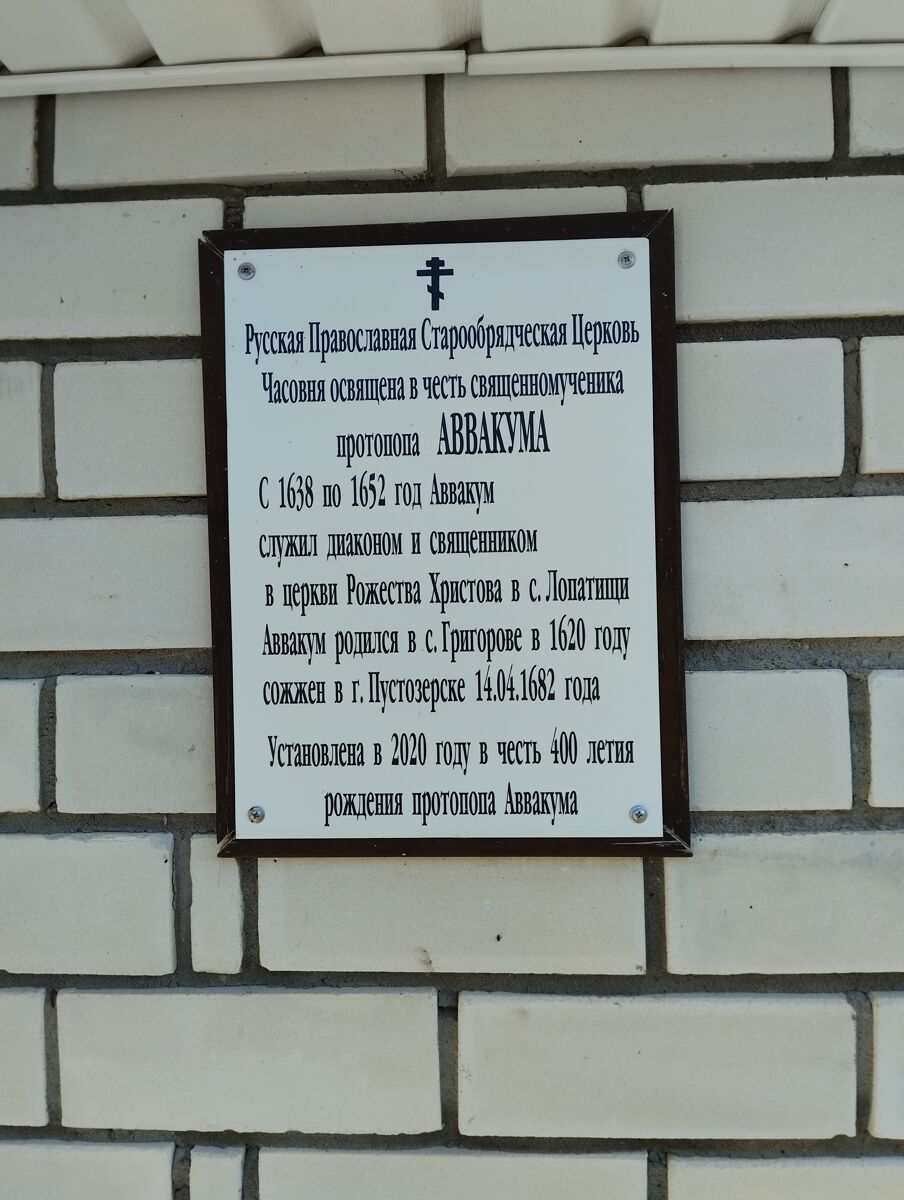 Русская Православная Старообрядческая Церковь
Часовня освящена в честь священномученика
протопопа АВВАКУМА
С 1638 по 1652 год Аввакум
служил диаконом и священником
в церкви Рожества Христова в с. Лопатищи
Аввакум родился в с. Григорове в 1620 году
сожжен в г. Пустозерске 14.04.1682 года
Установлена в 2020 году в честь 400 летия
рождения протопопа Аввакума